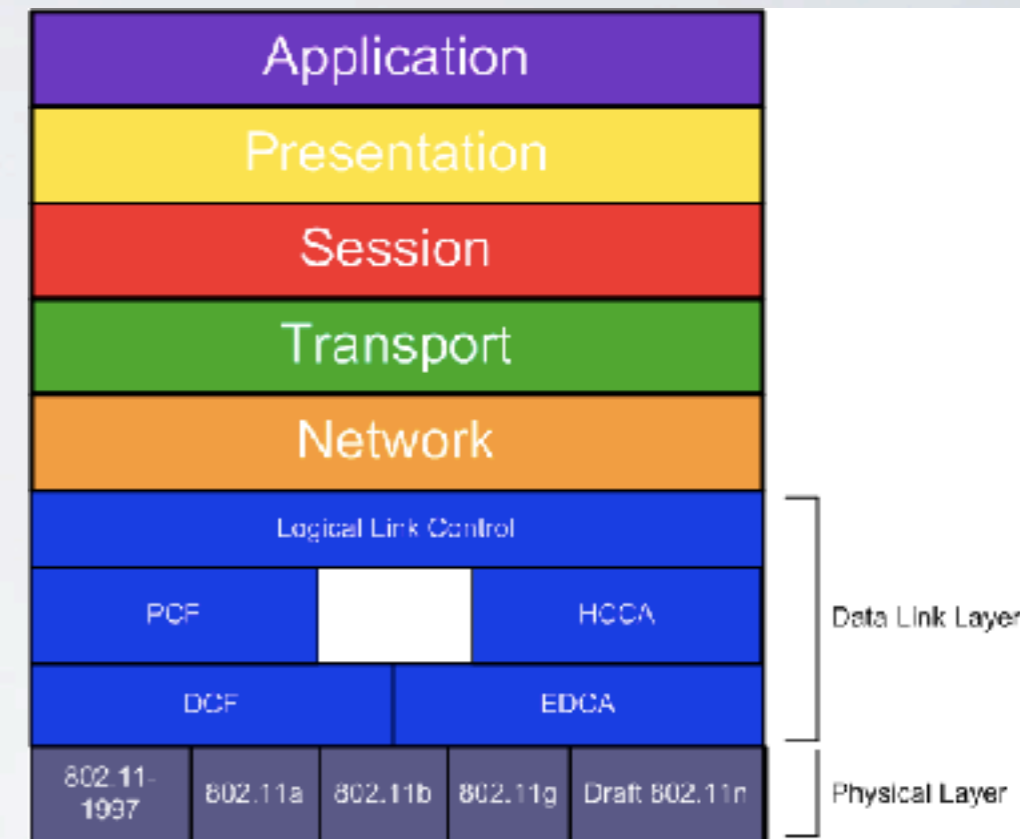 Application
Presentation
Session
Transport
Network
Logical Link Control
PCF
HCCA
Data Link Layer
DCF
EDCA
802.11-
1997
802.11a
802.11b
802.11g
Draft 802.11n
Physical Layer